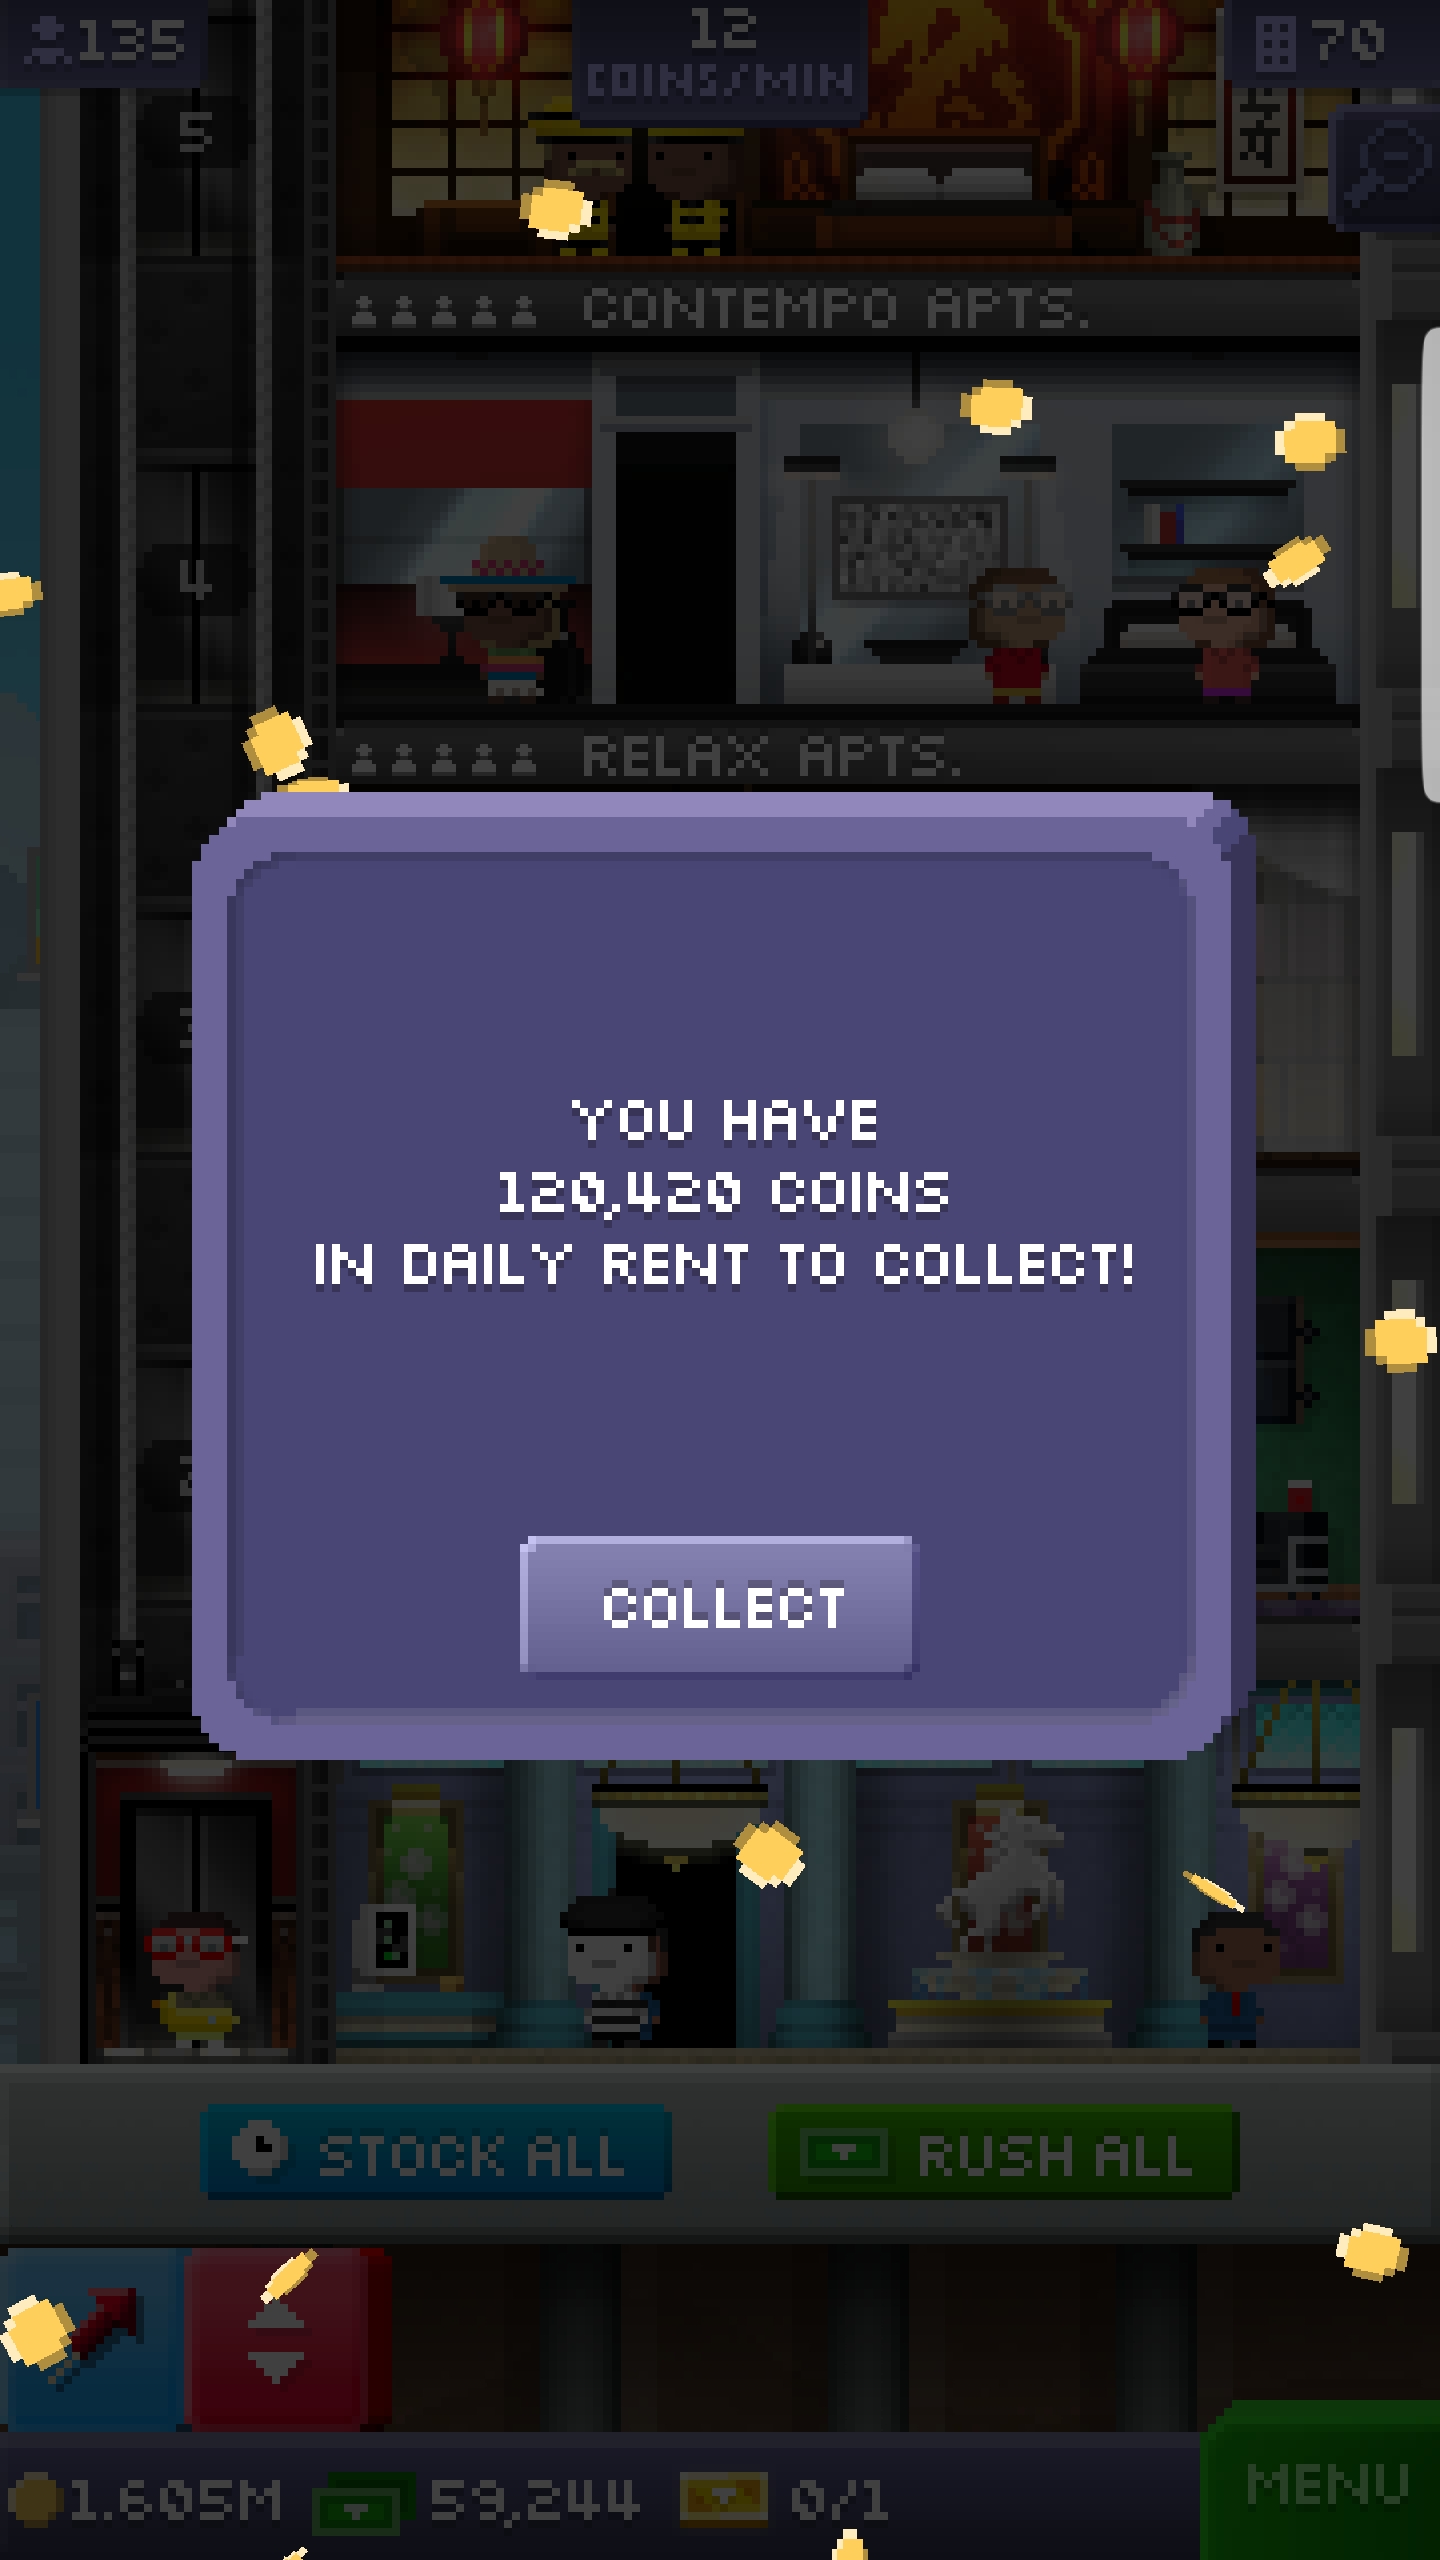 135
12
COINS/MIN
70
5
CONTEMPO APTS.
4
RELAX APTS.
YOU HAVE
120,420 COINS
IN DAILY RENT TO COLLECT!
COLLECT
STOCK ALL
RUSH ALL
1.605M
59,244
0/1
MENU